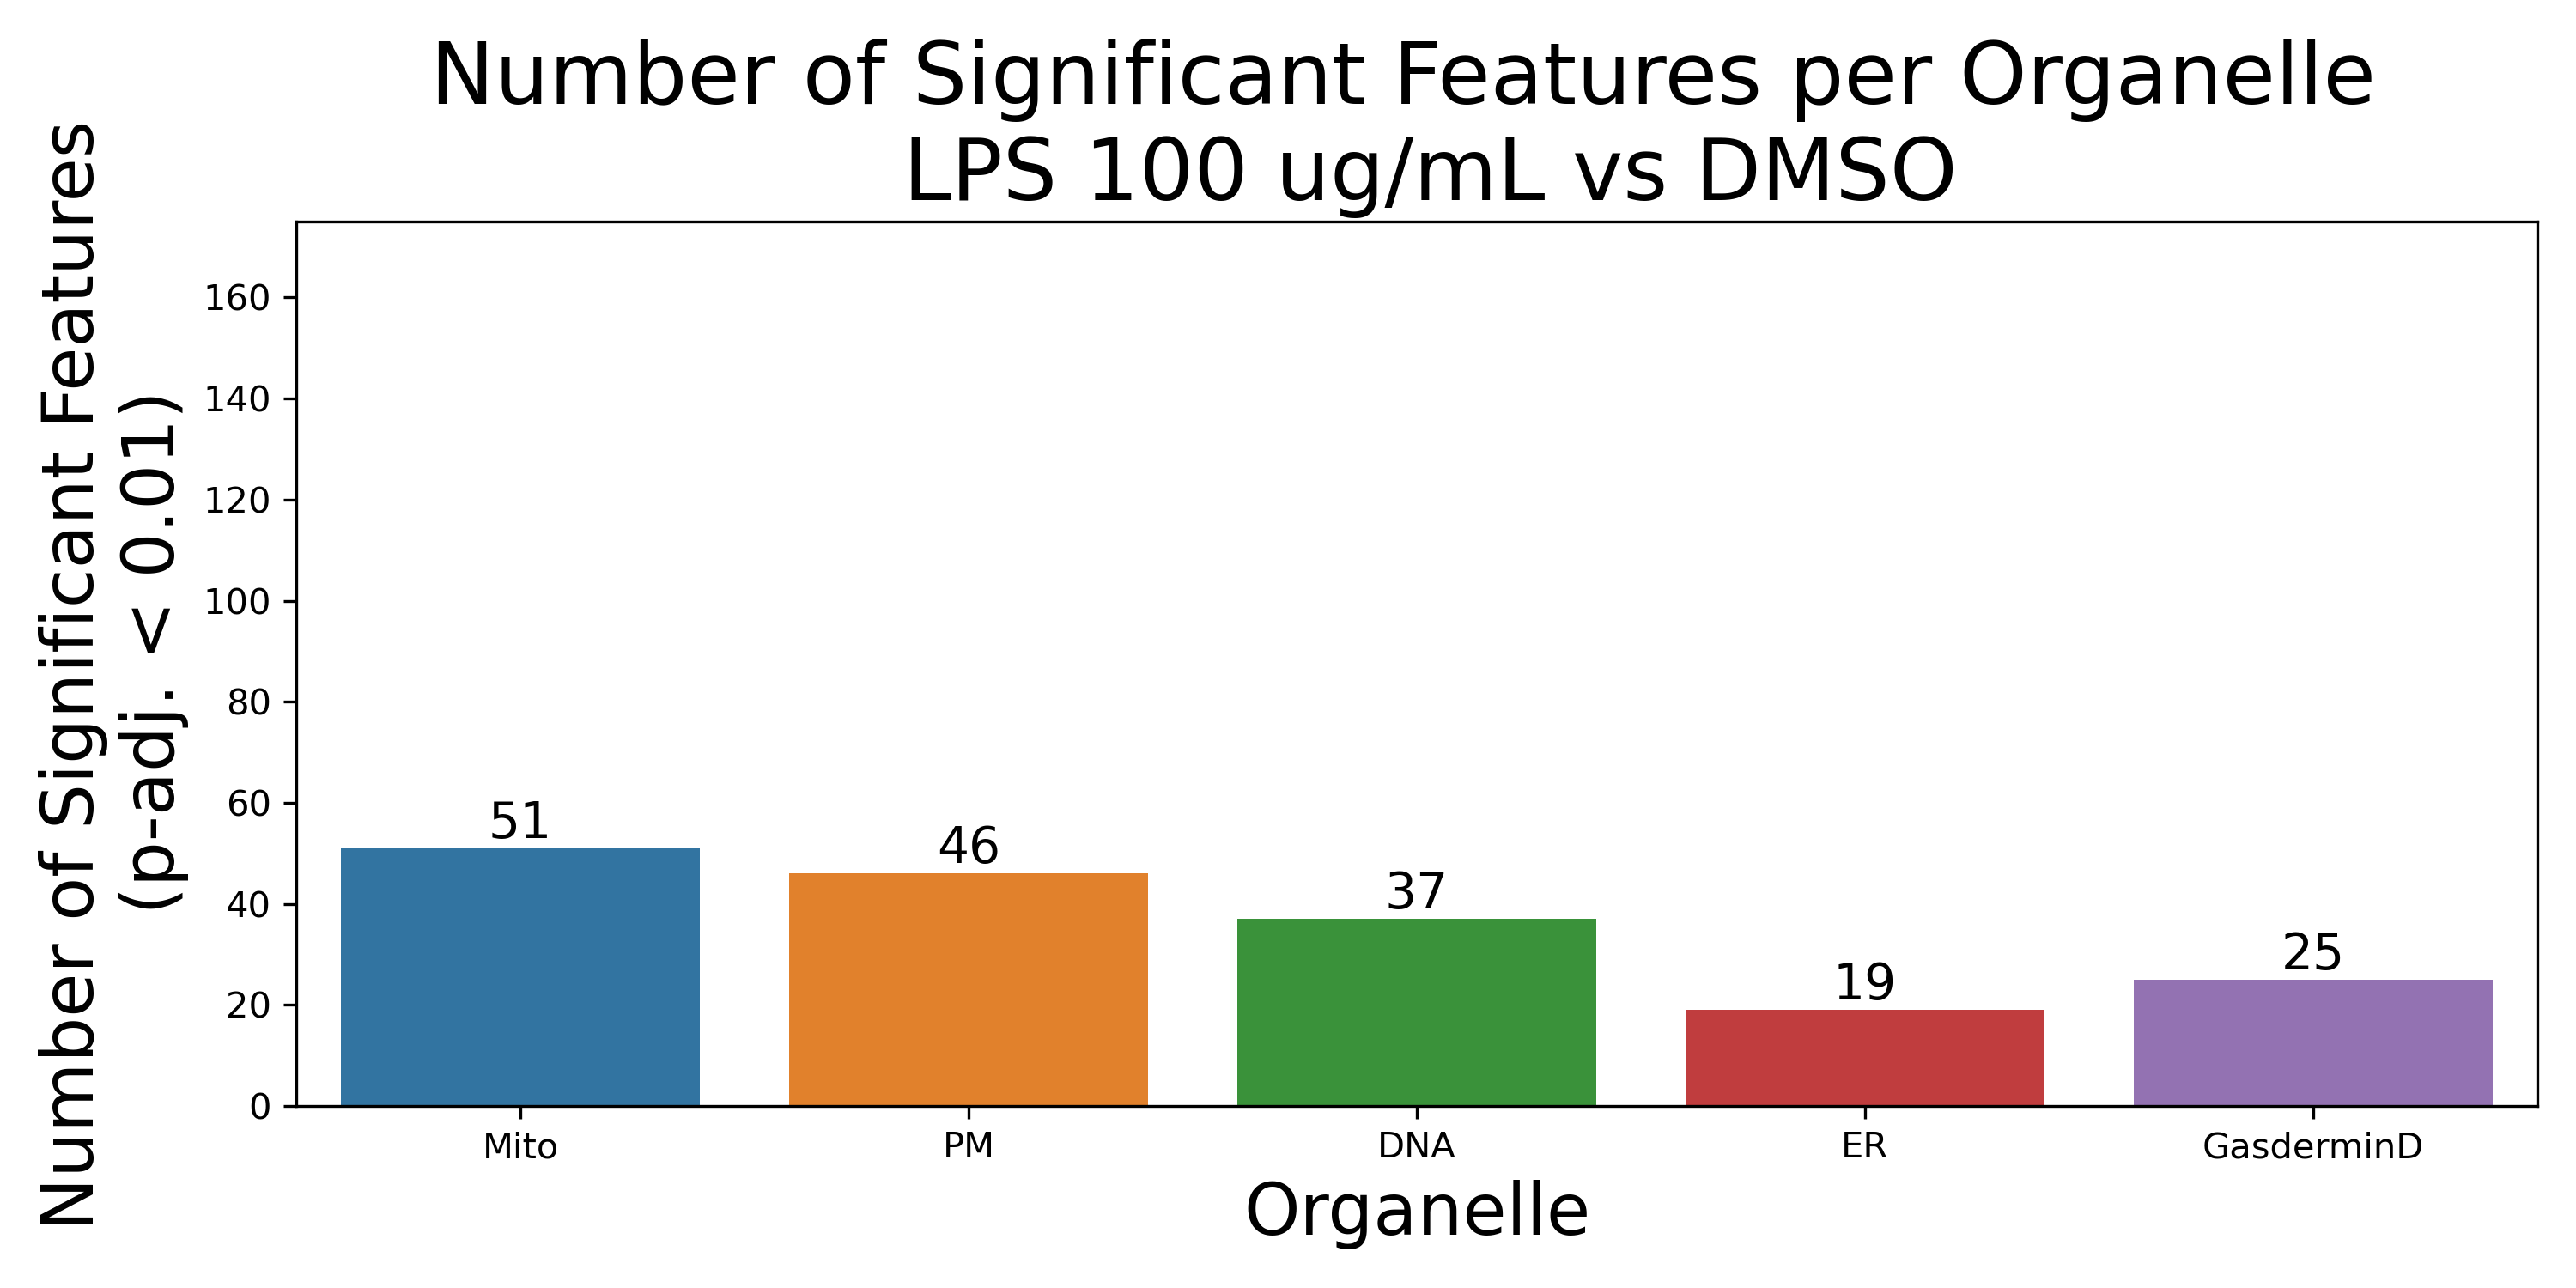 Number of Significant Features per Organelle
LPS 100 ug/mL vs DMSO
Number of Significant Features
(p-adj. < 0.01)
160
140
120
100
80
60
40
20
0
51
46
37
19
25
Mito
PM
DNA
ER
GasderminD
Organelle